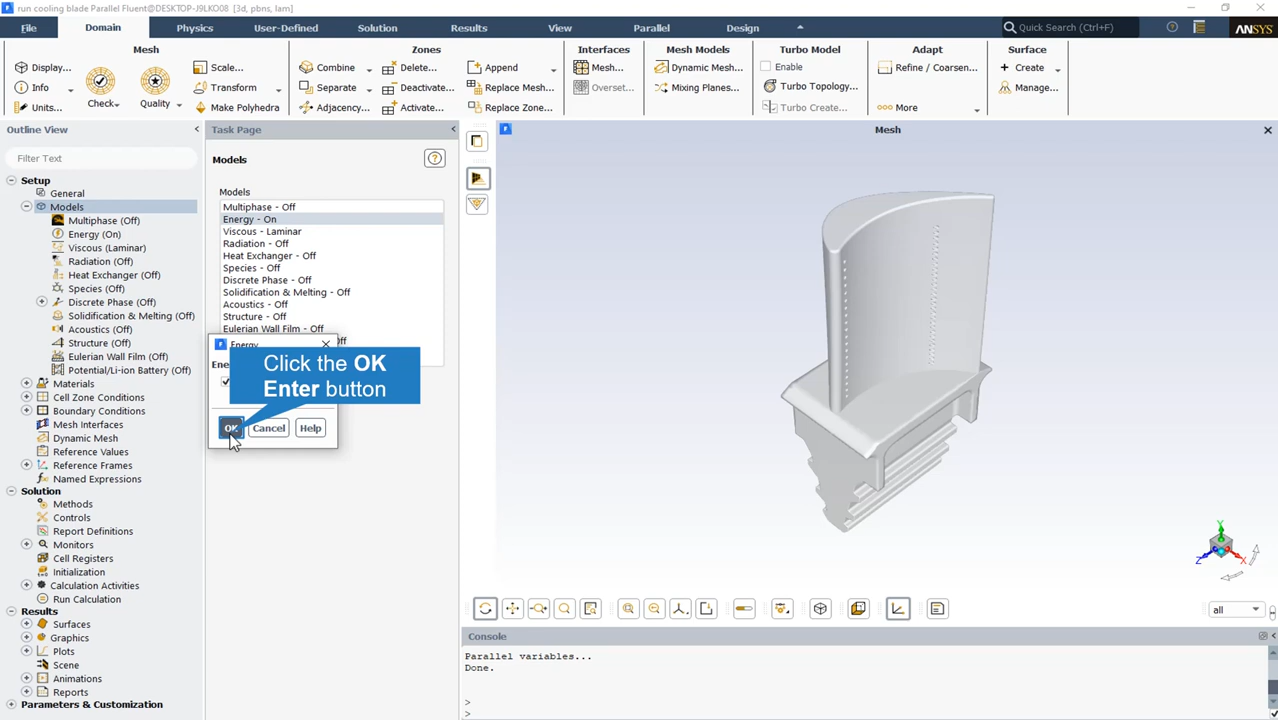 run cooling blade Parallel Fluent@DESKTOP-J9LKO08 [3d, pbns, lam]
File Domain Physics User-Defined Solution Results View Parallel Design Quick Search (Ctrl+F) ANSYS
Mesh Zones Interfaces Mesh Models Turbo Model Adapt Surface
Display... Scale... Combine Delete... Append Mesh... Dynamic Mesh... Enable Refine / Coarsen... Create
Info Check Quality Transform Separate Deactivate... Replace Mesh... Overset... Mixing Planes... Turbo Topology... Manage...
Units... Make Polyhedra Adjacency... Activate... Replace Zone... Turbo Create... More
Outline View
Filter Text
Setup
General
Models
Multiphase (Off)
Energy (On)
Viscous (Laminar)
Radiation (Off)
Heat Exchanger (Off)
Species (Off)
Discrete Phase (Off)
Solidification & Melting (Off)
Acoustics (Off)
Structure (Off)
Eulerian Wall Film (Off)
Potential/Li-ion Battery (Off)
Materials
Cell Zone Conditions
Boundary Conditions
Mesh Interfaces
Dynamic Mesh
Reference Values
Reference Frames
Named Expressions
Solution
Methods
Controls
Report Definitions
Monitors
Cell Registers
Initialization
Calculation Activities
Run Calculation
Results
Surfaces
Graphics
Plots
Scene
Animations
Reports
Parameters & Customization
Task Page
Models
Models
Multiphase - Off
Energy - On
Viscous - Laminar
Radiation - Off
Heat Exchanger - Off
Species - Off
Discrete Phase - Off
Solidification & Melting - Off
Acoustics - Off
Structure - Off
Eulerian Wall Film - Off
Energy
Click the OK
Enter button
OK Cancel Help
Mesh
Y
Z
X
all
Console
Parallel variables...
Done.
>
>